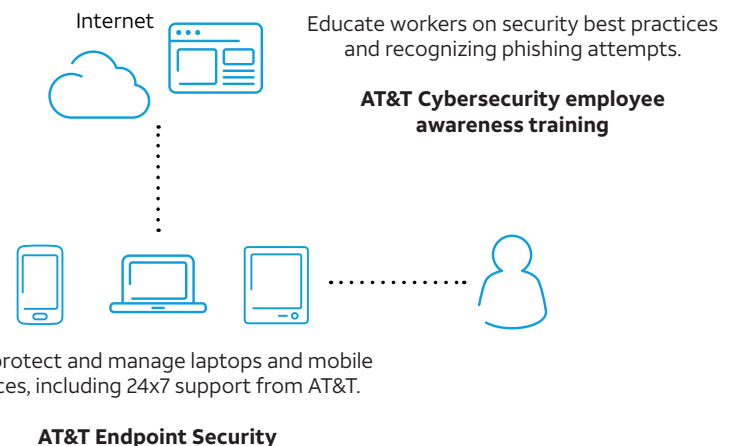 Internet
Educate workers on security best practices
and recognizing phishing attempts.
AT&T Cybersecurity employee
awareness training
protect and manage laptops and mobile
ces, including 24x7 support from AT&T.
AT&T Endpoint Security